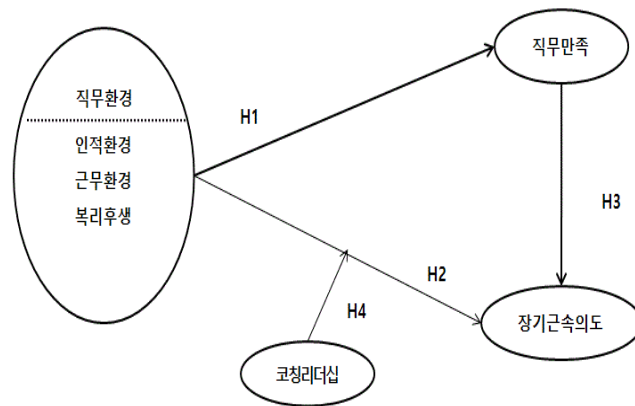 직무환경
인적환경
근무환경
복리후생
H1
직무만족
H3
H2
H4
장기근속의도
코칭리더십